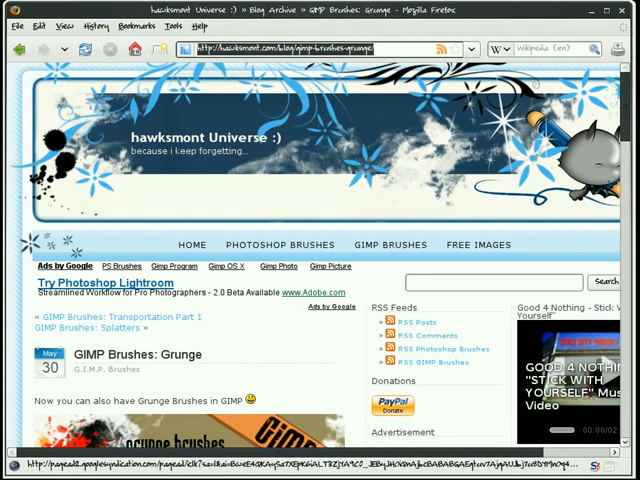 hawksmont Universe :) » Blog Archive » GIMP Brushes: Grunge - Mozilla Firefox
File Edit View History Bookmarks Tools Help
http://hawksmont.com/blog/gimp-brushes-grunge/
W Wikipedia (en)
hawksmont Universe :)
because i keep forgetting...
HOME PHOTOSHOP BRUSHES GIMP BRUSHES FREE IMAGES
Ads by Google PS Brushes Gimp Program Gimp OS X Gimp Photo Gimp Picture
Try Photoshop Lightroom
Streamlined Workflow for Pro Photographers - 2.0 Beta Available www.Adobe.com
Ads by Google
Search
« GIMP Brushes: Transportation Part 1
GIMP Brushes: Splatters »
May
30
GIMP Brushes: Grunge
G.I.M.P. Brushes
Now you can also have Grunge Brushes in GIMP
grunge brushes
Gimp
RSS Feeds
» RSS Posts
» RSS Comments
» RSS Photoshop Brushes
» RSS GIMP Brushes
Donations
PayPal
Donate
Advertisement
Good 4 Nothing - Stick W
Yourself"
GOOD 4 NOTHIN
"STICK WITH
YOURSELF" Mus
Video
00:00/02